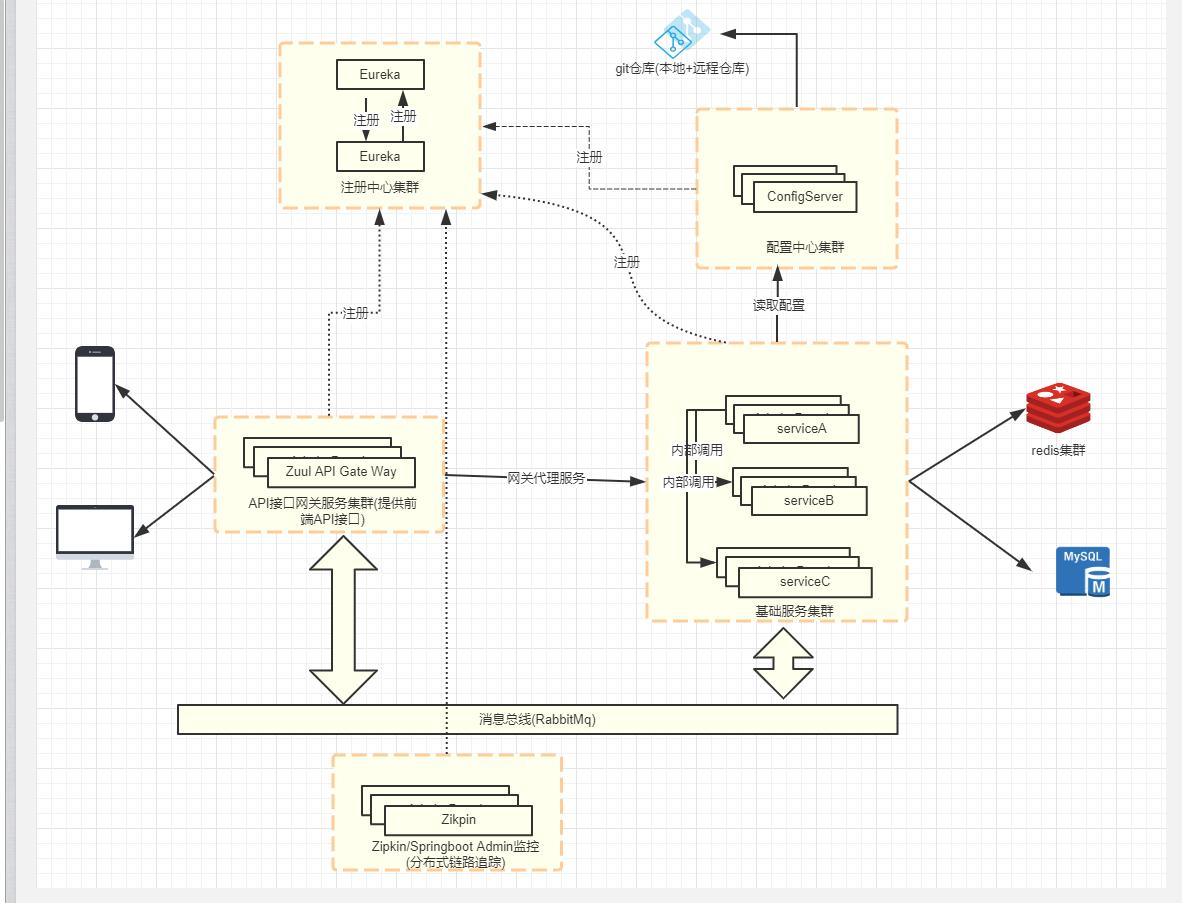 git仓库(本地+远程仓库)
Eureka
注册
注册
Eureka
注册中心集群
注册
ConfigServer
配置中心集群
注册
读取配置
注册
serviceA
内部调用
redis集群
Zuul API Gate Way
网关代理服务
内部调用
serviceB
API接口网关服务集群(提供前
端API接口)
MySQL
M
serviceC
基础服务集群
消息总线(RabbitMq)
Zikpin
Zipkin/Springboot Admin监控
(分布式链路追踪)